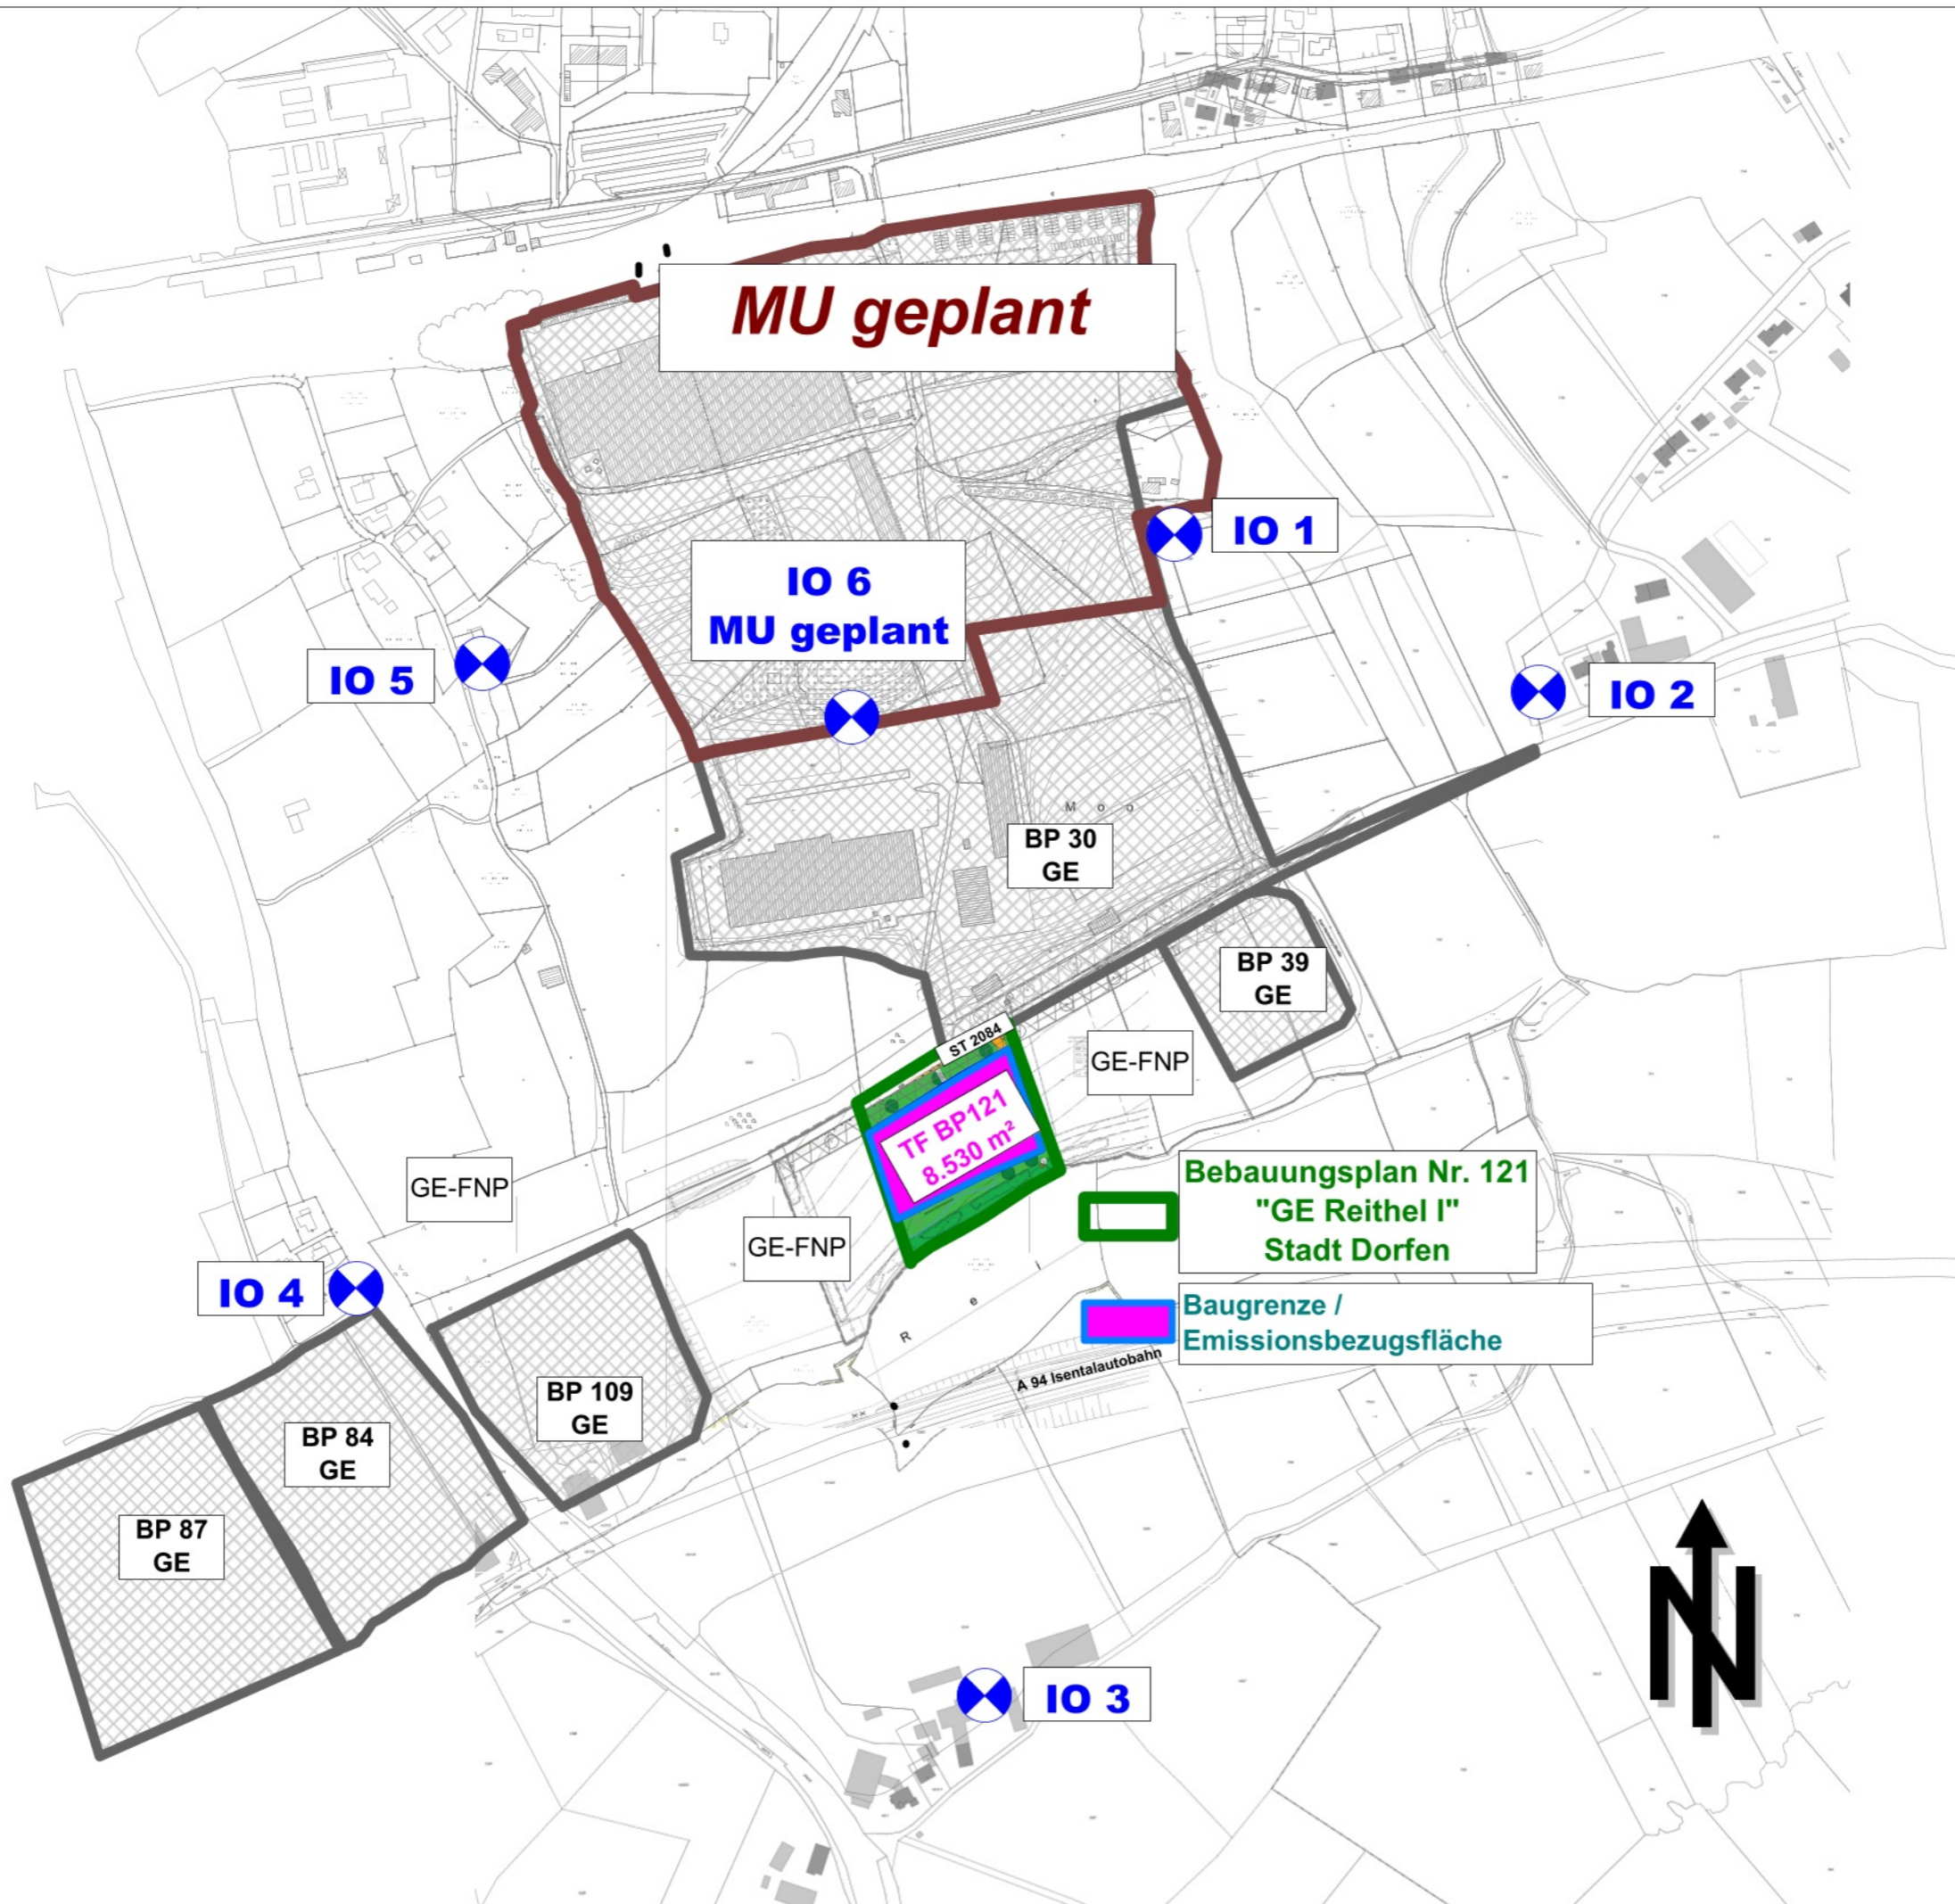 MU geplant
IO 1
IO 6
MU geplant
IO 5
IO 2
M o o
BP 30
GE
BP 39
GE
ST 2084
GE-FNP
TF BP121
8.530 m²
GE-FNP
GE-FNP
Bebauungsplan Nr. 121
"GE Reithel I"
Stadt Dorfen
IO 4
Baugrenze /
Emissionsbezugsfläche
R e i
A 94 Isentalautobahn
BP 109
GE
BP 84
GE
BP 87
GE
N
IO 3